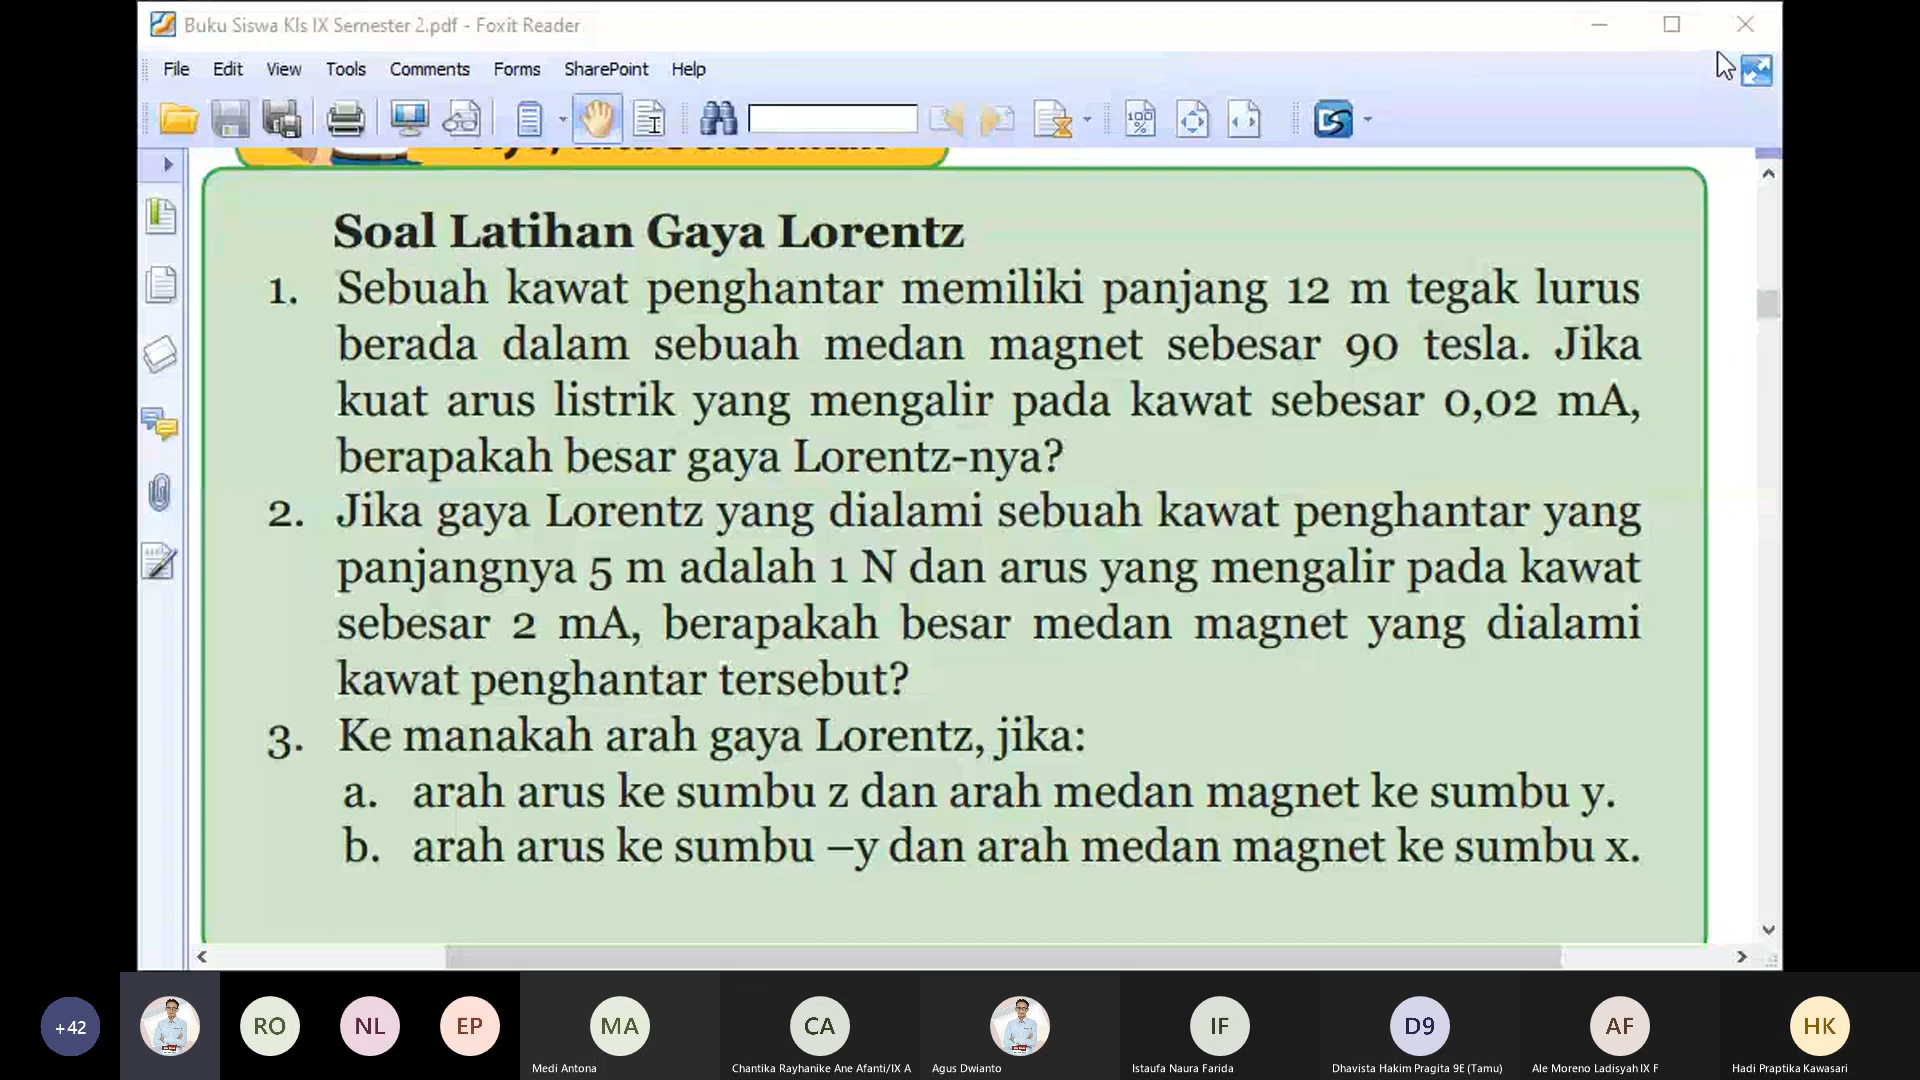 Buku Siswa Kls IX Semester 2.pdf - Foxit Reader
File Edit View Tools Comments Forms SharePoint Help
Soal Latihan Gaya Lorentz
1. Sebuah kawat penghantar memiliki panjang 12 m tegak lurus
berada dalam sebuah medan magnet sebesar 90 tesla. Jika
kuat arus listrik yang mengalir pada kawat sebesar 0,02 mA,
berapakah besar gaya Lorentz-nya?
2. Jika gaya Lorentz yang dialami sebuah kawat penghantar yang
panjangnya 5 m adalah 1 N dan arus yang mengalir pada kawat
sebesar 2 mA, berapakah besar medan magnet yang dialami
kawat penghantar tersebut?
3. Ke manakah arah gaya Lorentz, jika:
a. arah arus ke sumbu z dan arah medan magnet ke sumbu y.
b. arah arus ke sumbu –y dan arah medan magnet ke sumbu x.
+42 RO NL EP MA CA IF D9 AF HK
Medi Antona Chantika Rayhanike Ane Afanti/IX A Agus Dwianto Istaufa Naura Farida Dhavista Hakim Pragita 9E (Tamu) Ale Moreno Ladisyah IX F Hadi Praptika Kawasari